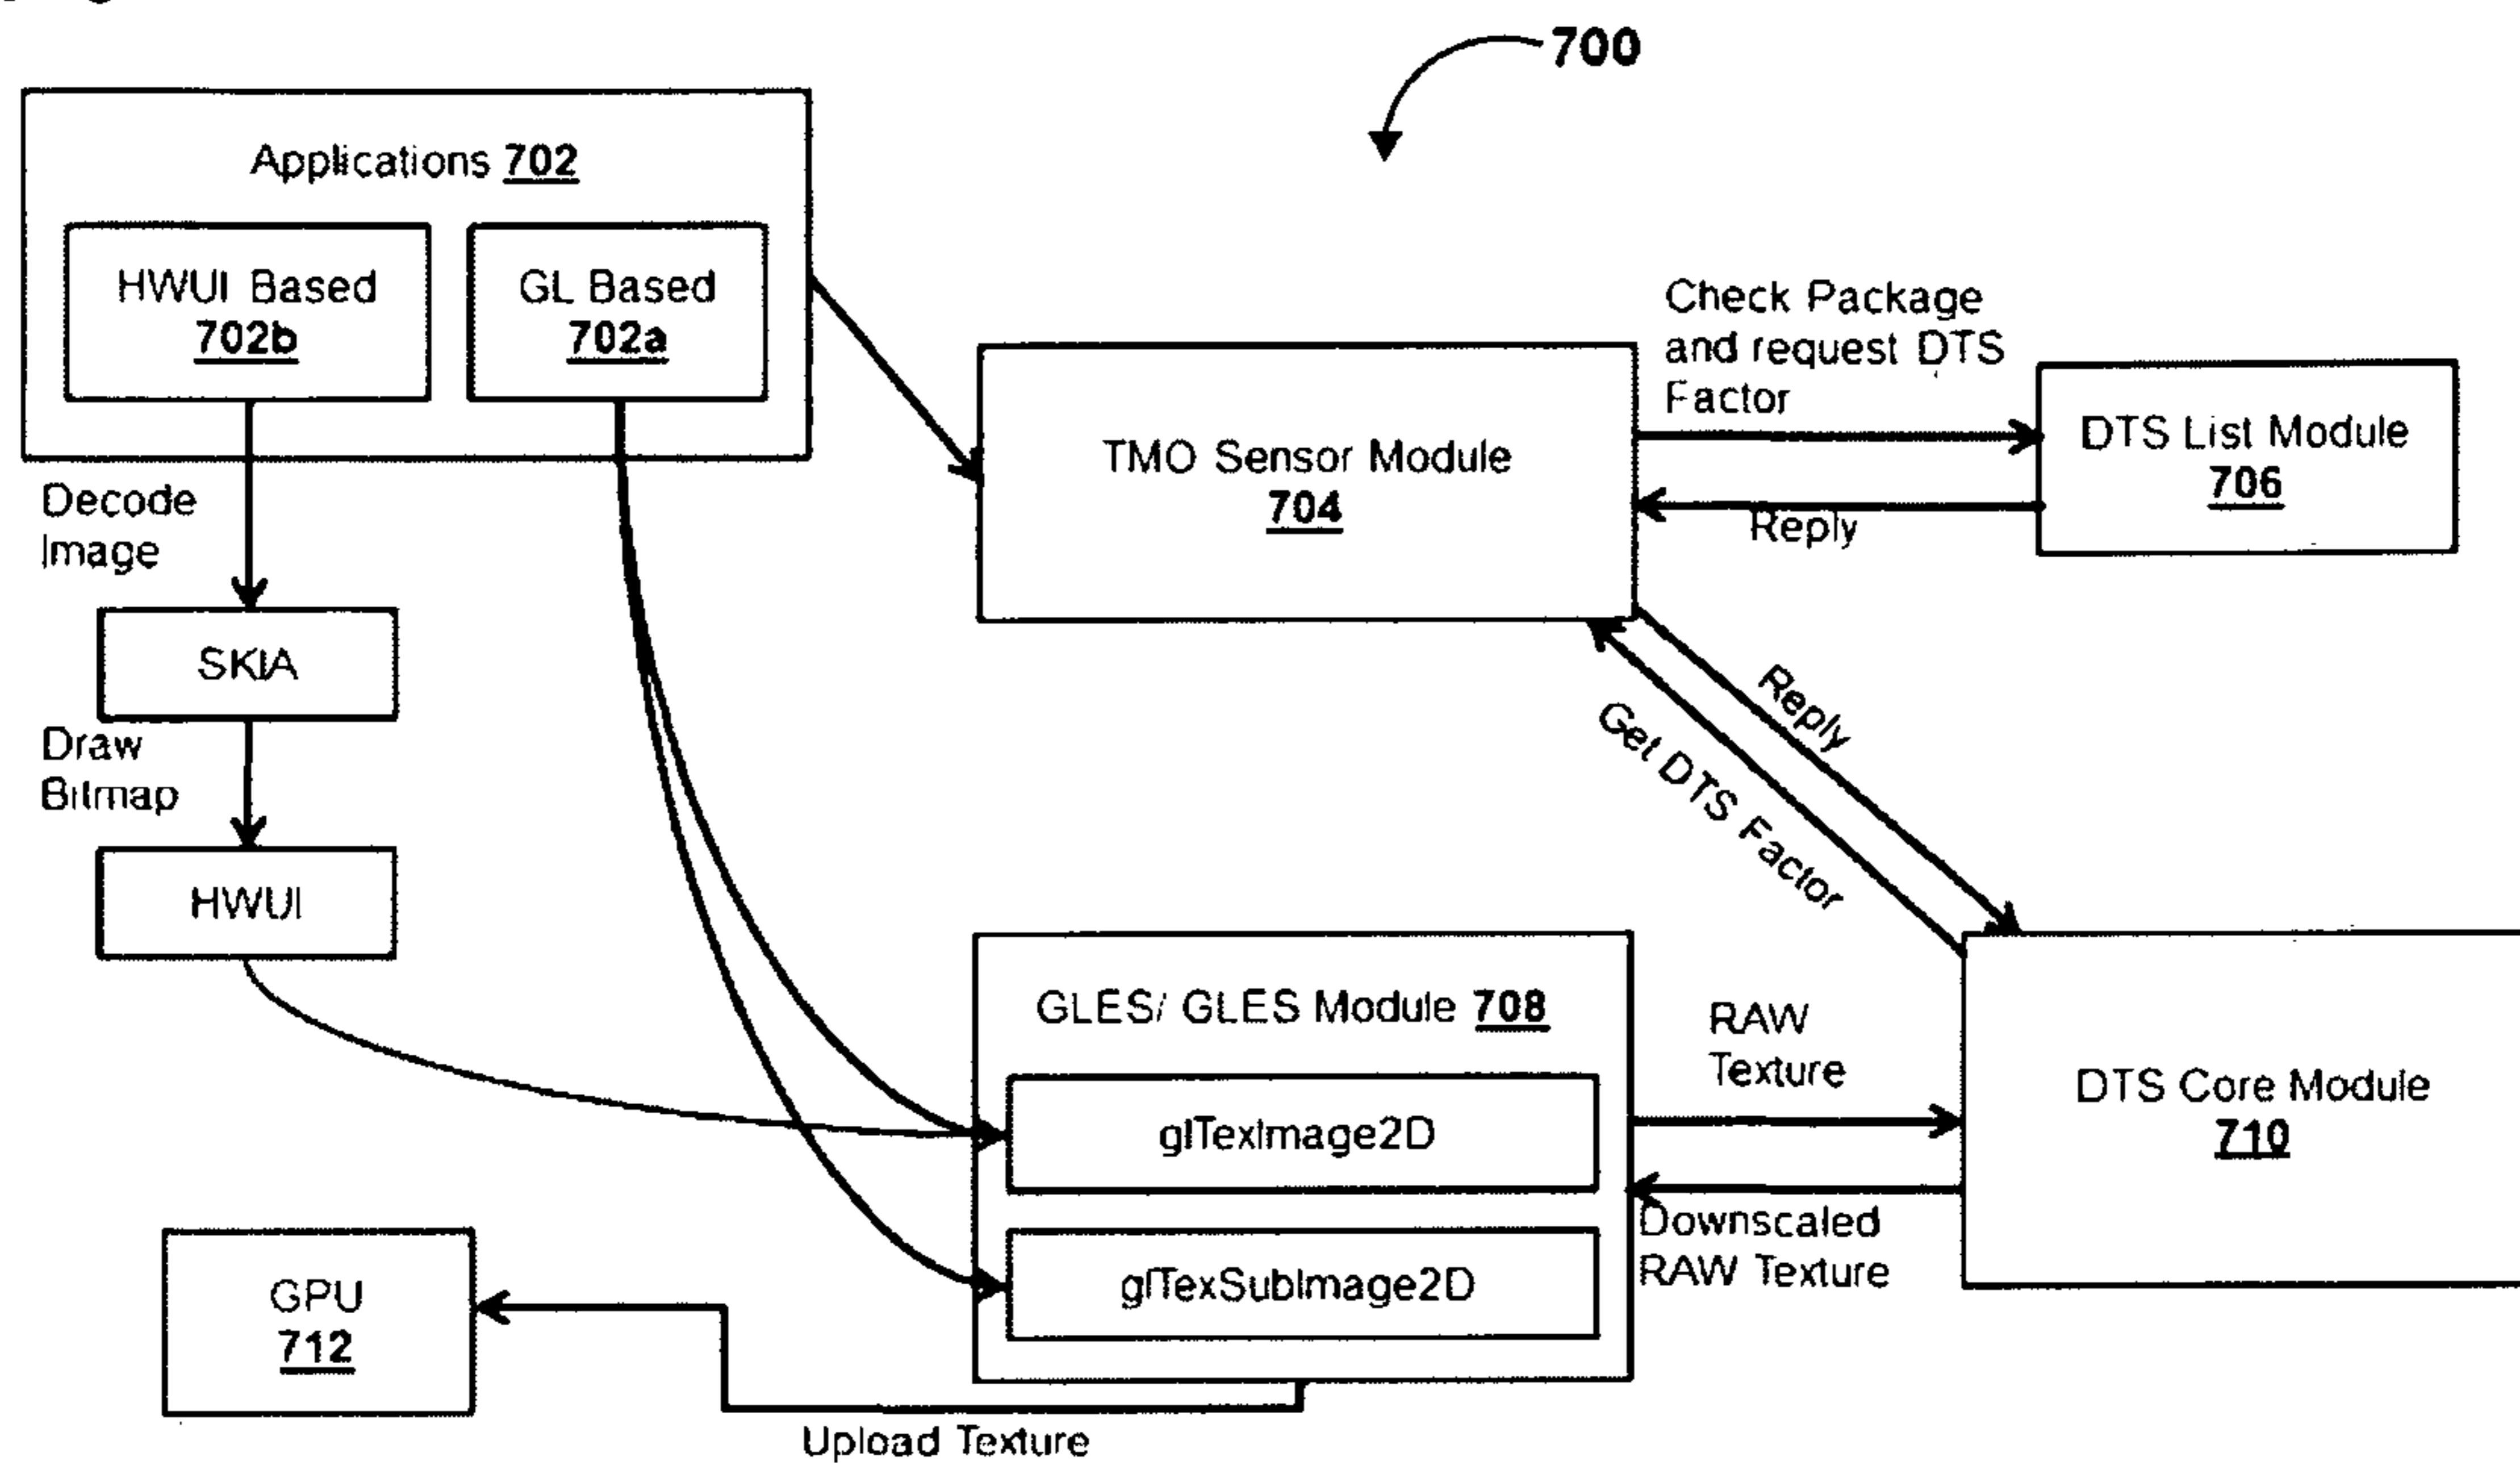 700
Applications 702
HWUI Based
702b
GL Based
702a
Check Package
and request DTS
Factor
TMO Sensor Module
704
DTS List Module
706
Reply
Decode
Image
SKIA
Draw
Bitmap
HWUI
Reply
Get DTS Factor
GLES/ GLES Module 708
glTexImage2D
glTexSubImage2D
RAW
Texture
DTS Core Module
710
Downscaled
RAW Texture
GPU
712
Upload Texture